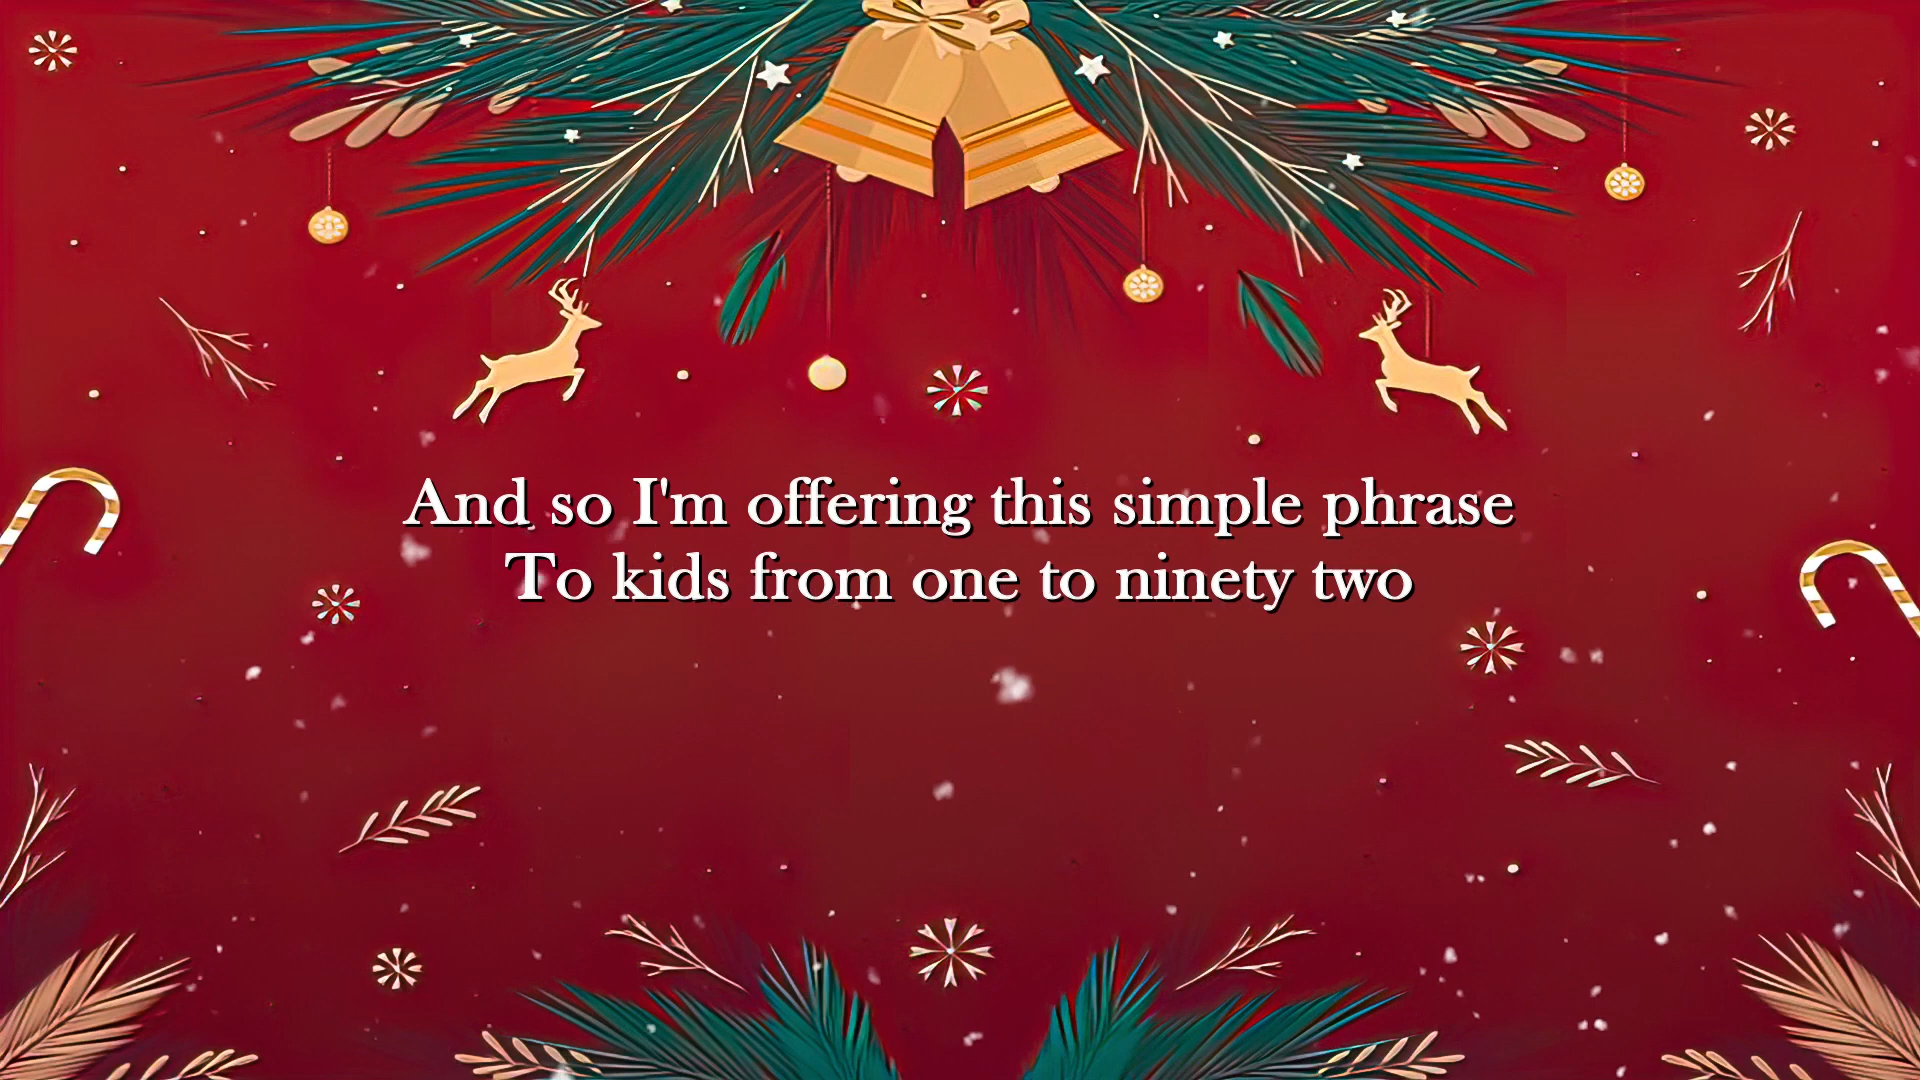 And so I'm offering this simple phrase
To kids from one to ninety two